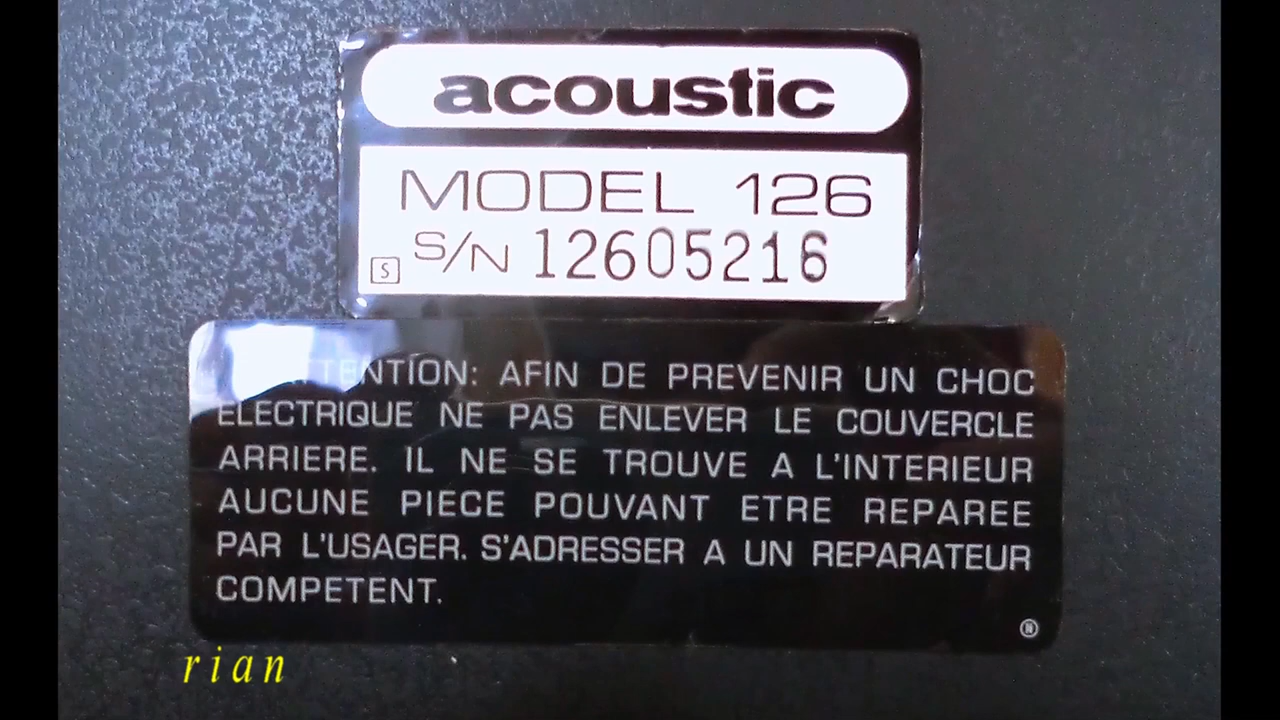 acoustic
MODEL 126
S S/N 12605216
ATTENTION: AFIN DE PREVENIR UN CHOC
ELECTRIQUE NE PAS ENLEVER LE COUVERCLE
ARRIERE. IL NE SE TROUVE A L'INTERIEUR
AUCUNE PIECE POUVANT ETRE REPAREE
PAR L'USAGER. S'ADRESSER A UN REPARATEUR
COMPETENT.
N
rian